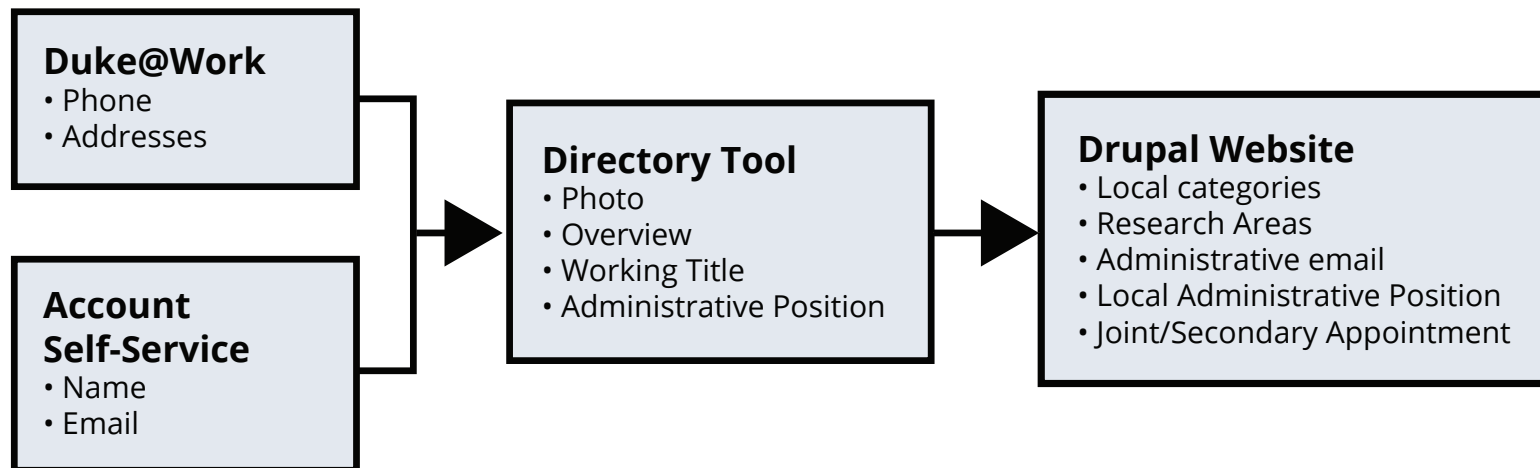 Duke@Work
• Phone
• Addresses
Account
Self-Service
• Name
• Email
Directory Tool
• Photo
• Overview
• Working Title
• Administrative Position
Drupal Website
• Local categories
• Research Areas
• Administrative email
• Local Administrative Position
• Joint/Secondary Appointment